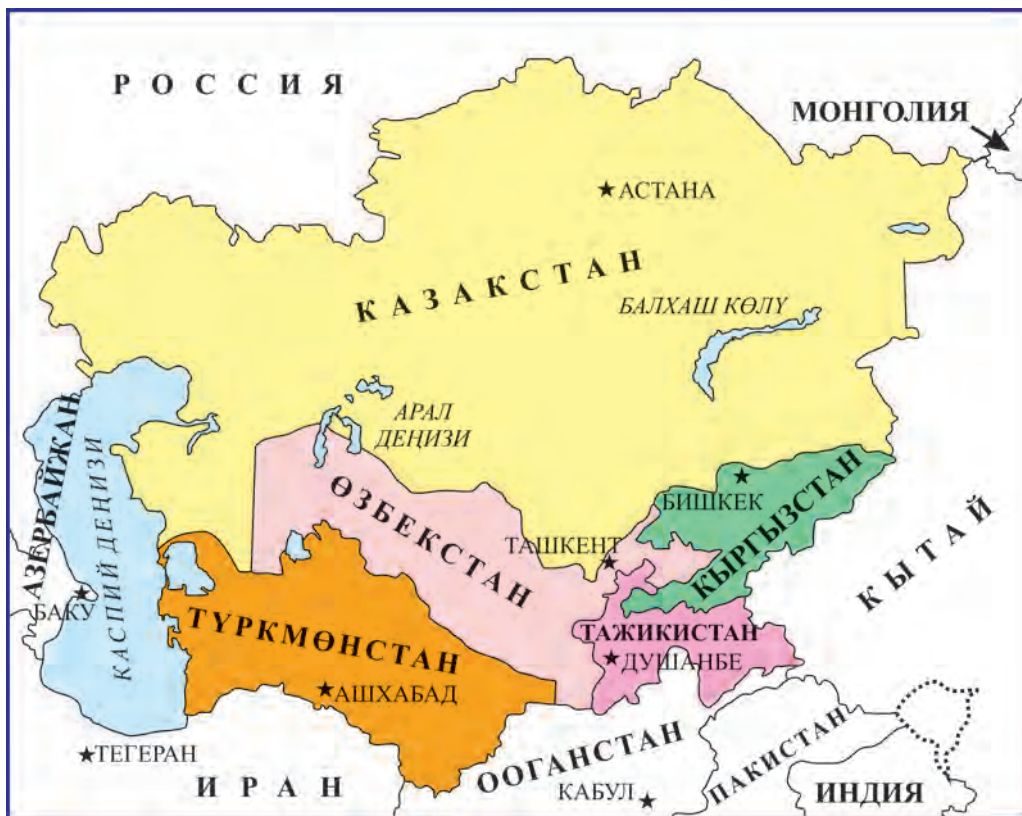 РОССИЯ
МОНГОЛИЯ
АСТАНА
КАЗАКСТАН
БАЛХАШ КӨЛҮ
АРАЛ
ДЕҢИЗИ
АЗЕРБАЙЖАН
КАСПИЙ ДЕҢИЗИ
ӨЗБЕКСТАН
БИШКЕК
КЫРГЫЗСТАН
ТАШКЕНТ
КЫТАЙ
БАКУ
ТҮРКМӨНСТАН
ТАЖИКИСТАН
ДУШАНБЕ
АШХАБАД
ТЕГЕРАН
ИРАН
ООГАНСТАН
КАБУЛ
ПАКИСТАН
ИНДИЯ